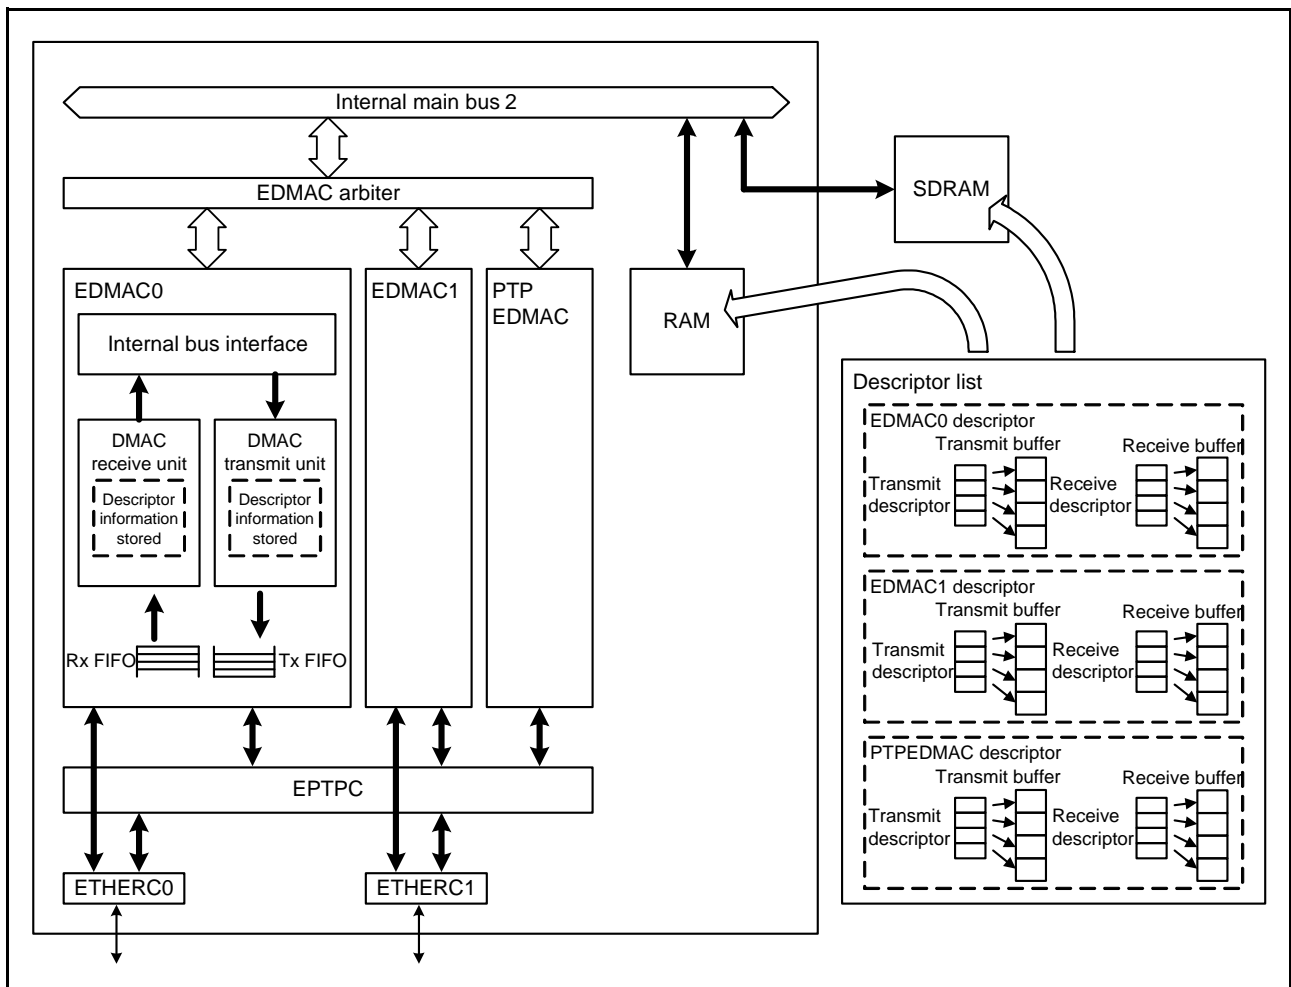 Internal main bus 2
EDMAC arbiter
SDRAM
EDMAC0
EDMAC1
PTP
EDMAC
RAM
Internal bus interface
DMAC
receive unit
Descriptor
information
stored
DMAC
transmit unit
Descriptor
information
stored
Rx FIFO
Tx FIFO
EPTPC
ETHERC0
ETHERC1
Descriptor list
EDMAC0 descriptor
Transmit buffer
Receive buffer
Transmit
descriptor
Receive
descriptor
EDMAC1 descriptor
Transmit buffer
Receive buffer
Transmit
descriptor
Receive
descriptor
PTPEDMAC descriptor
Transmit buffer
Receive buffer
Transmit
descriptor
Receive
descriptor